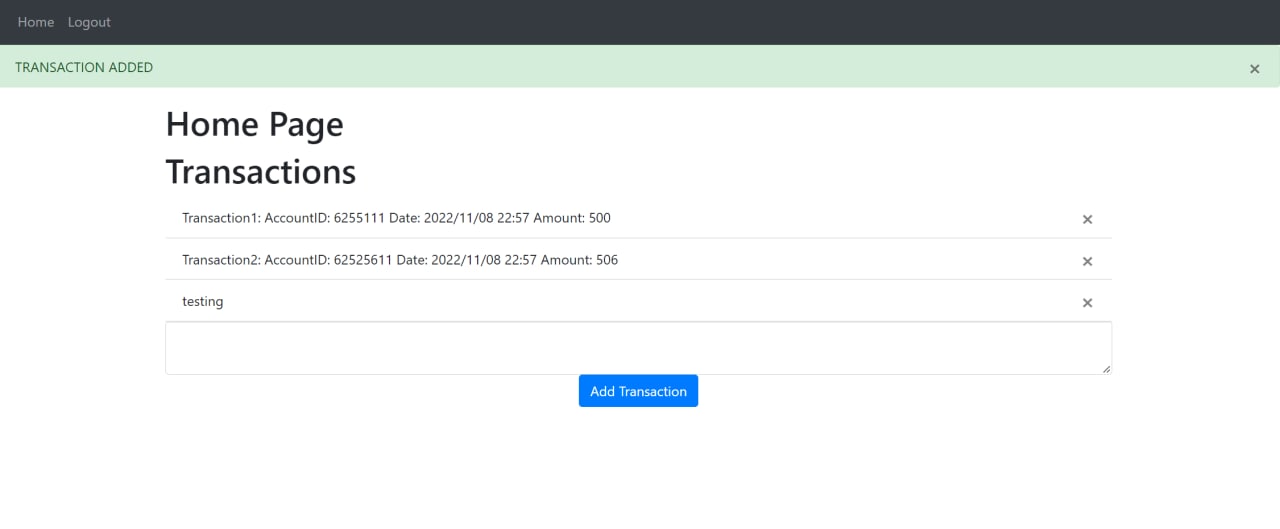 Home Logout
TRANSACTION ADDED ×
Home Page
Transactions
Transaction1: AccountID: 6255111 Date: 2022/11/08 22:57 Amount: 500 ×
Transaction2: AccountID: 62525611 Date: 2022/11/08 22:57 Amount: 506 ×
testing ×
Add Transaction